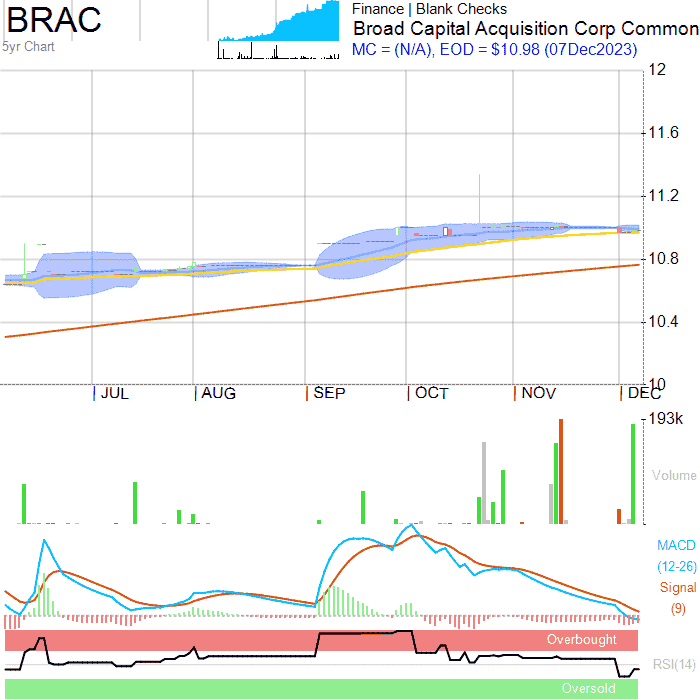 BRAC
5yr Chart
Finance | Blank Checks
Broad Capital Acquisition Corp Common
MC = (N/A), EOD = $10.98 (07Dec2023)
12
11.6
11.2
10.8
10.4
10
JUL AUG SEP OCT NOV DEC
193k
Volume
MACD
(12-26)
Signal
(9)
Overbought
RSI(14)
Oversold